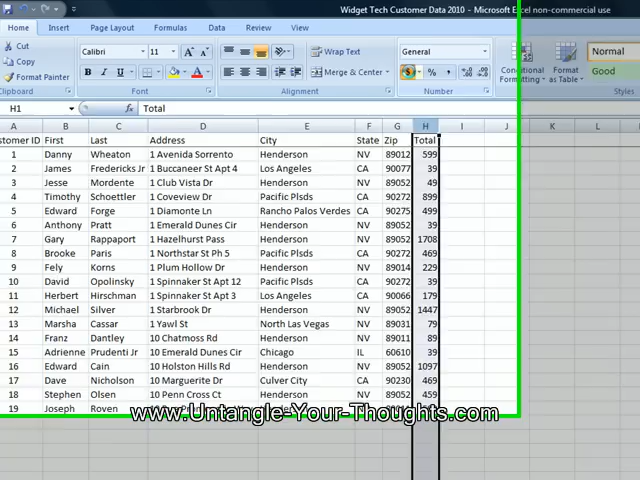 Widget Tech Customer Data 2010 - Microsoft Excel non-commercial use
Home Insert Page Layout Formulas Data Review View
Cut Copy Format Painter
Calibri 11 Wrap Text General Normal
B I U Merge & Center $ % , Conditional Formatting Format as Table Good
Clipboard Font Alignment Number Styles
H1 fx Total
A B C D E F G H I J K L M
stomer ID First Last Address City State Zip Total
1 Danny Wheaton 1 Avenida Sorrento Henderson NV 89012 599
2 James Fredericks Jr 1 Buccaneer St Apt 4 Los Angeles CA 90077 39
3 Jesse Mordente 1 Club Vista Dr Henderson NV 89052 49
4 Timothy Schoettler 1 Coveview Dr Pacific Plsds CA 90272 899
5 Edward Forge 1 Diamonte Ln Rancho Palos Verdes CA 90275 499
6 Anthony Pratt 1 Emerald Dunes Cir Henderson NV 89052 39
7 Gary Rappaport 1 Hazelhurst Pass Henderson NV 89052 1708
8 Brooke Paris 1 Northstar St Ph 5 Los Angeles CA 90272 469
9 Fely Korns 1 Plum Hollow Dr Henderson NV 89014 229
10 David Opolinsky 1 Spinnaker St Apt 12 Pacific Plsds CA 90272 39
11 Herbert Hirschman 1 Spinnaker St Apt 3 Los Angeles CA 90066 179
12 Michael Silver 1 Starbrook Dr Henderson NV 89052 1447
13 Marsha Cassar 1 Yawl St North Las Vegas NV 89031 79
14 Franz Dantley 10 Chatmoss Rd Henderson NV 89011 89
15 Adrienne Prudenti Jr 10 Emerald Dunes Cir Chicago IL 60610 39
16 Edward Cain 10 Holston Hills Rd Henderson NV 89052 1097
17 Dave Nicholson 10 Marguerite Dr Culver City CA 90230 469
18 Stephen Olsen 10 Penn Cross Ct Henderson NV 89052 459
19 Joseph Roven
www.Untangle-Your-Thoughts.com